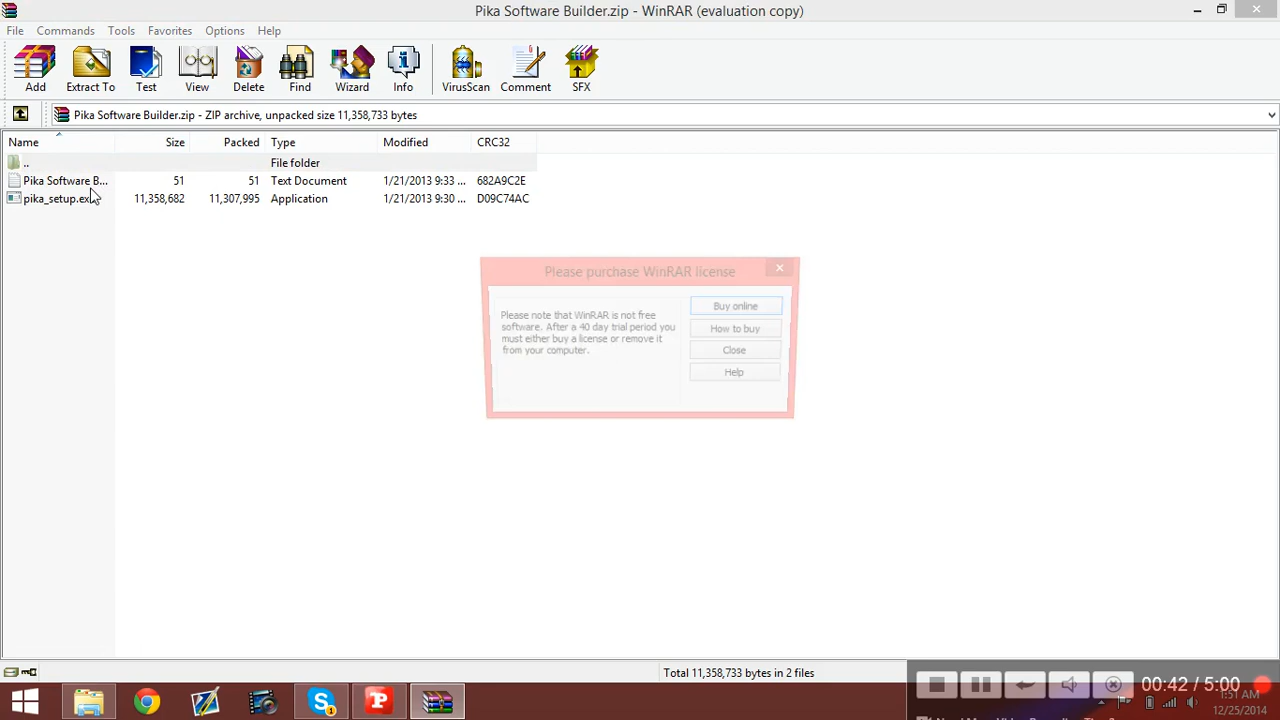 Pika Software Builder.zip - WinRAR (evaluation copy)
File Commands Tools Favorites Options Help
Add Extract To Test View Delete Find Wizard Info VirusScan Comment SFX
Pika Software Builder.zip - ZIP archive, unpacked size 11,358,733 bytes
Name Size Packed Type Modified CRC32
.. File folder
Pika Software B... 51 51 Text Document 1/21/2013 9:33 ... 682A9C2E
pika_setup.exe 11,358,682 11,307,995 Application 1/21/2013 9:30 ... D09C74AC
Please purchase WinRAR license
Please note that WinRAR is not free
software. After a 40 day trial period you
must either buy a license or remove it
from your computer.
Buy online
How to buy
Close
Help
Total 11,358,733 bytes in 2 files
00:42 / 5:00
1:51 AM
12/25/2014